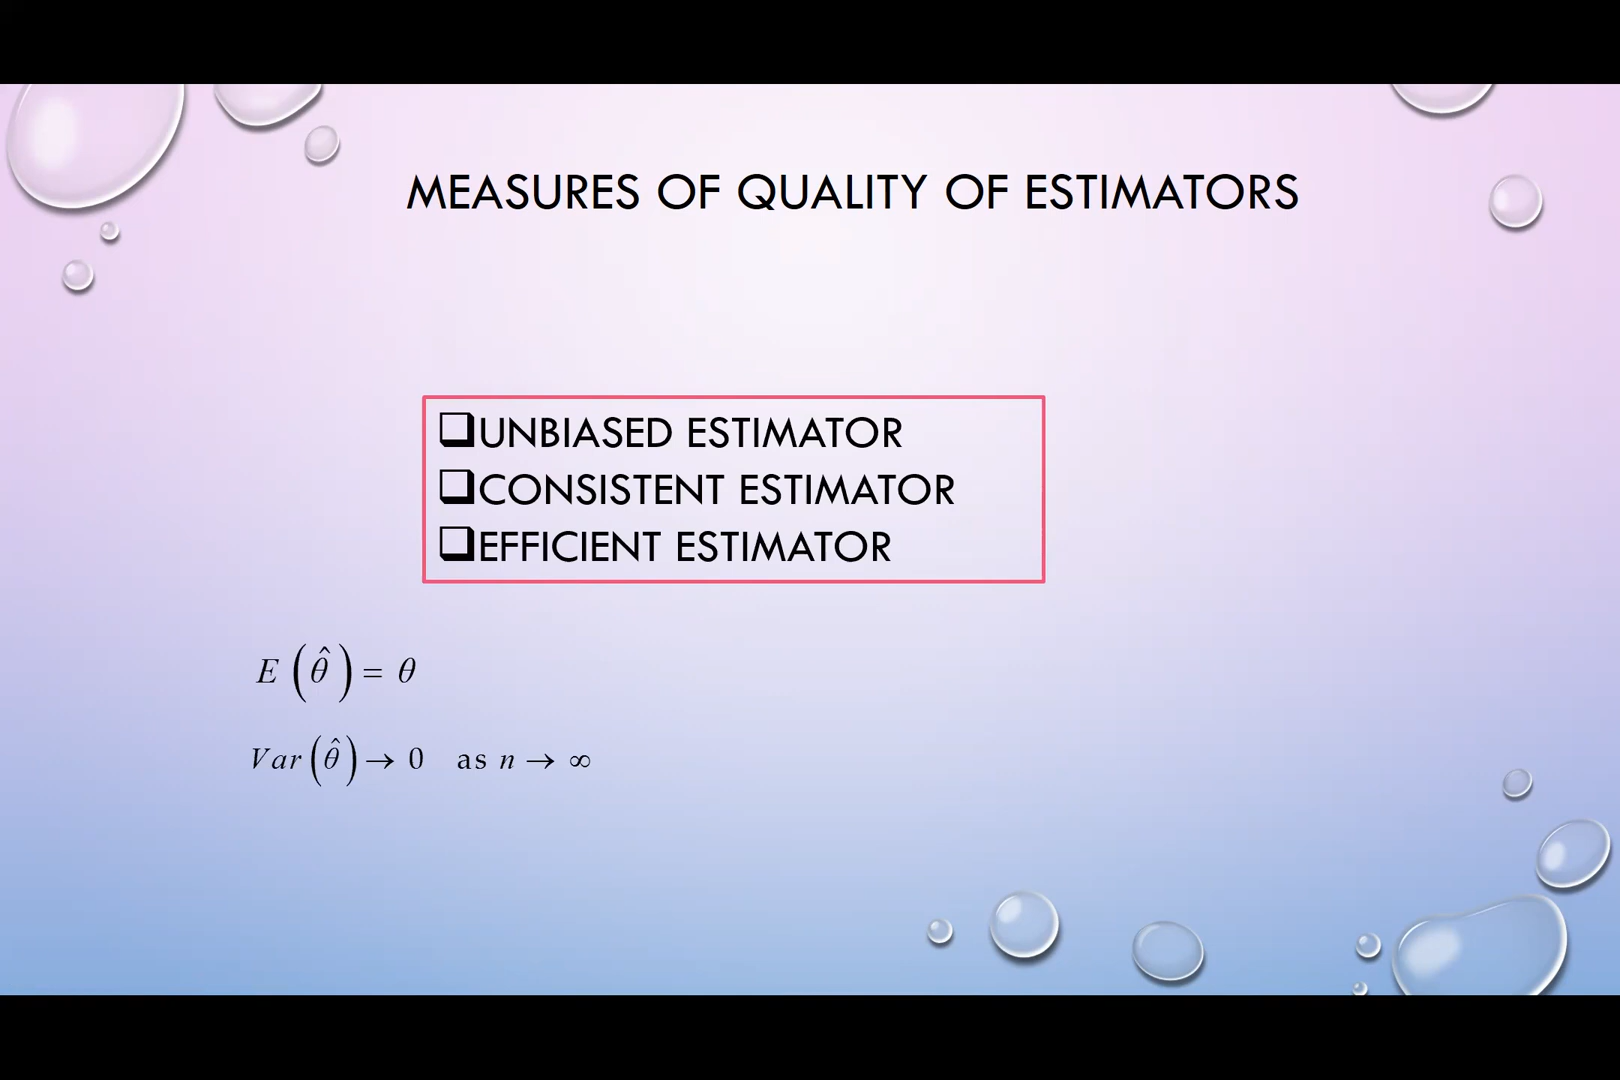 MEASURES OF QUALITY OF ESTIMATORS
❑UNBIASED ESTIMATOR
❑CONSISTENT ESTIMATOR
❑EFFICIENT ESTIMATOR
E(θ̂) = θ
Var(θ̂) → 0 as n → ∞